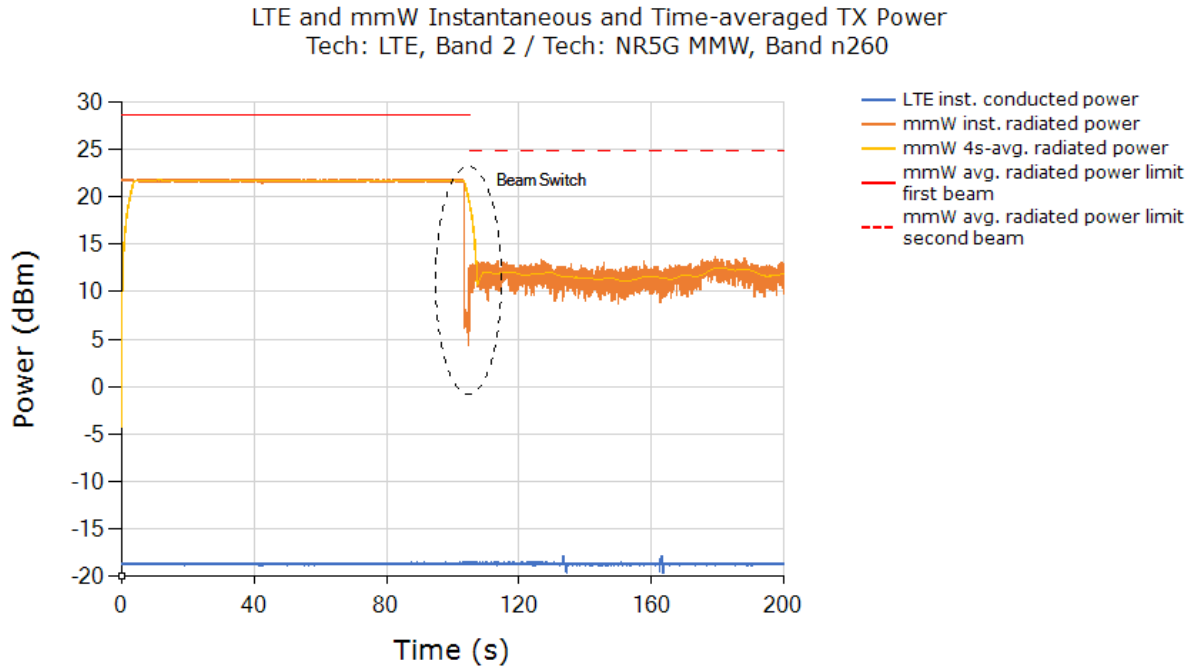 LTE and mmW Instantaneous and Time-averaged TX Power
Tech: LTE, Band 2 / Tech: NR5G MMW, Band n260
30
25
20
15
10
5
0
-5
-10
-15
-20
Power (dBm)
Beam Switch
0
40
80
120
160
200
Time (s)
LTE inst. conducted power
mmW inst. radiated power
mmW 4s-avg. radiated power
mmW avg. radiated power limit
first beam
mmW avg. radiated power limit
second beam